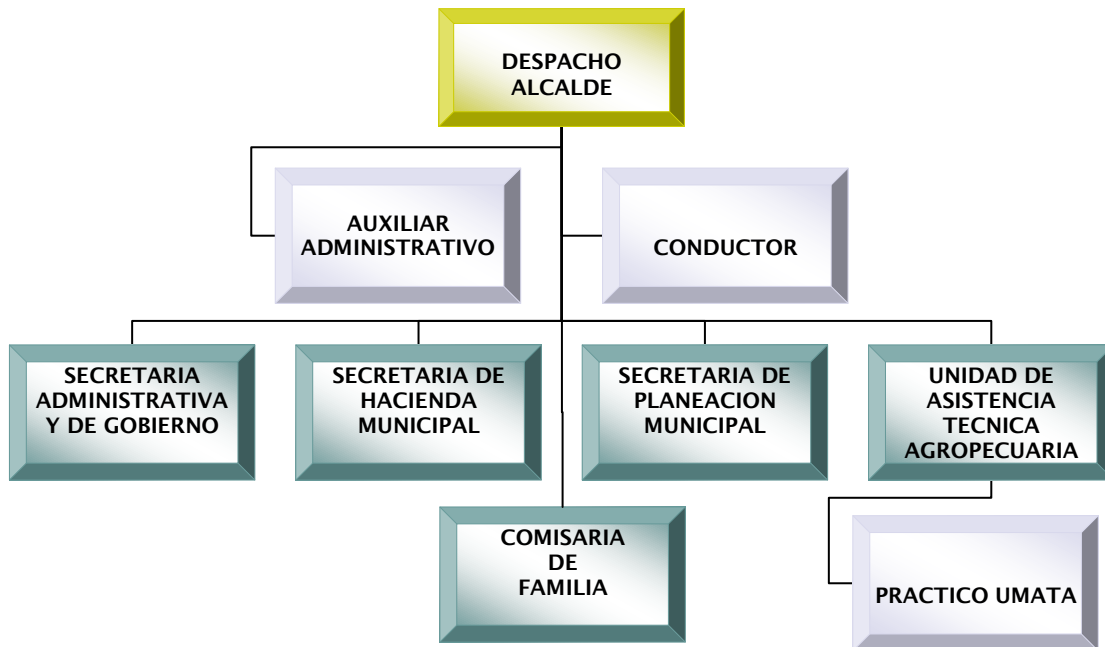 DESPACHO
ALCALDE
AUXILIAR
ADMINISTRATIVO
CONDUCTOR
SECRETARIA
ADMINISTRATIVA
Y DE GOBIERNO
SECRETARIA DE
HACIENDA
MUNICIPAL
SECRETARIA DE
PLANEACION
MUNICIPAL
UNIDAD DE
ASISTENCIA
TECNICA
AGROPECUARIA
COMISARIA
DE
FAMILIA
PRACTICO UMATA